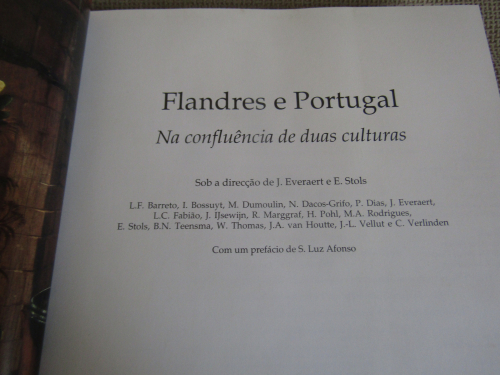 Flandres e Portugal
Na confluência de duas culturas
Sob a direcção de J. Everaert e E. Stols
L.F. Barreto, I. Bossuyt, M. Dumoulin, N. Dacos-Grifo, P. Dias, J. Everaert,
L.C. Fabião, J. IJsewijn, R. Marggraf, H. Pohl, M.A. Rodrigues,
E. Stols, B.N. Teensma, W. Thomas, J.A. van Houtte, J.-L. Vellut e C. Verlinden
Com um prefácio de S. Luz Afonso